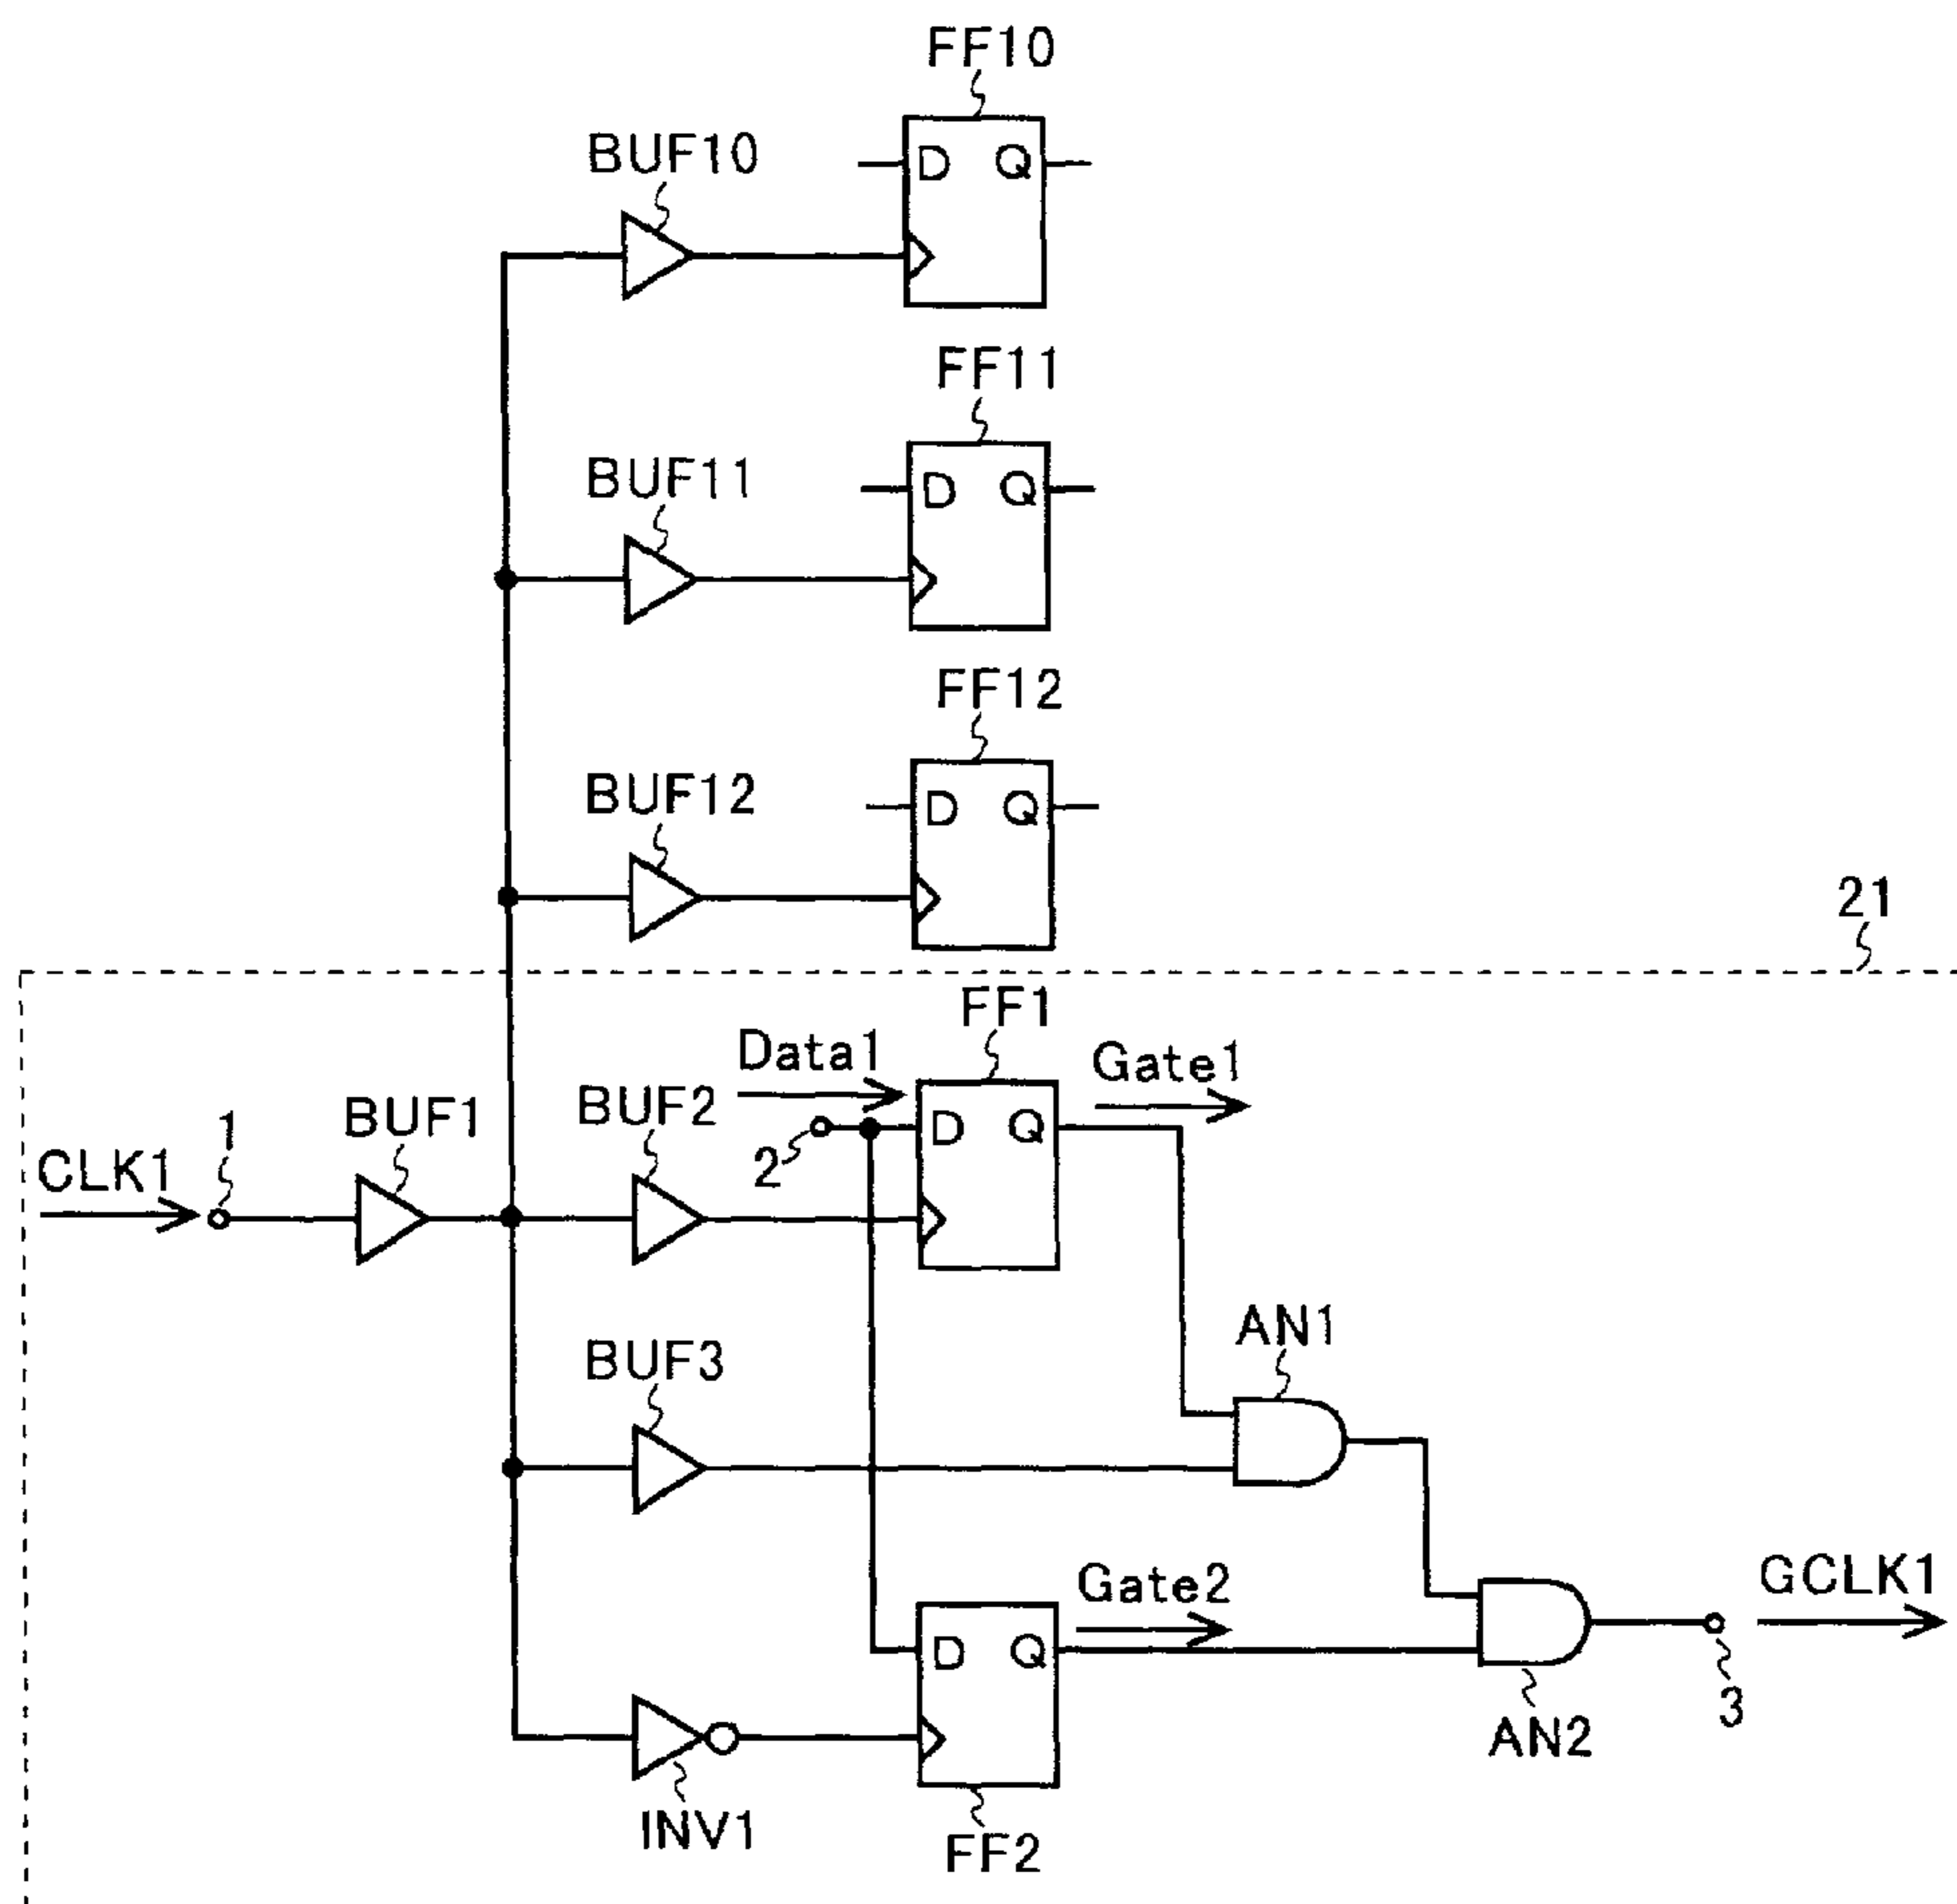 FF10
BUF10
D Q
FF11
BUF11
D Q
FF12
BUF12
D Q
21
FF1
Data1
Gate1
BUF2
BUF1
1
D Q
CLK1
2
AN1
BUF3
Gate2
GCLK1
D Q
3
AN2
INV1
FF2